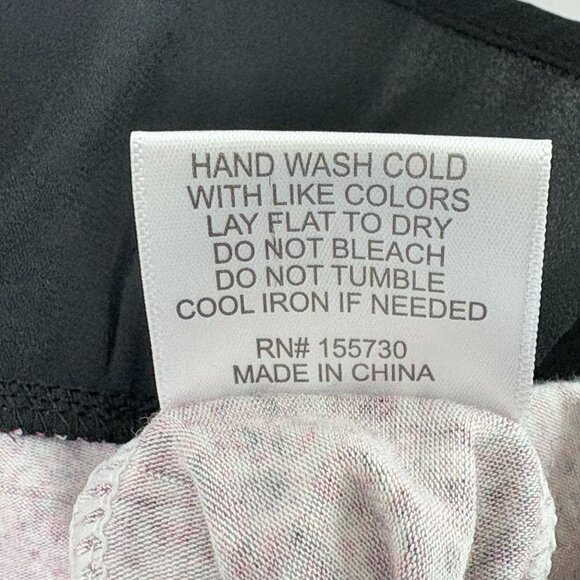 HAND WASH COLD
WITH LIKE COLORS
LAY FLAT TO DRY
DO NOT BLEACH
DO NOT TUMBLE
COOL IRON IF NEEDED
RN# 155730
MADE IN CHINA